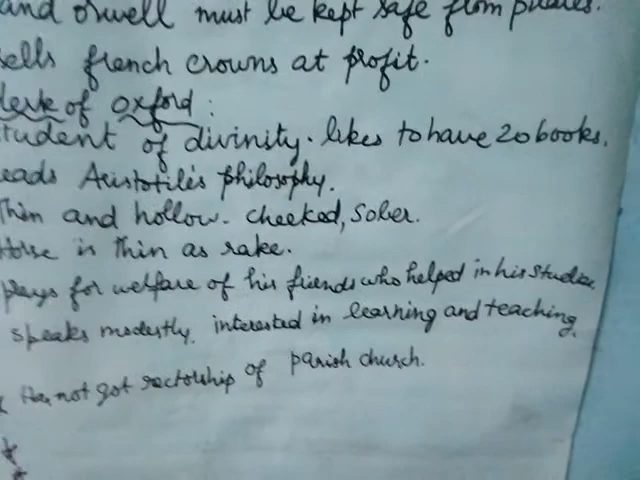 and orwell must be kept safe from pirates.
sells french crowns at profit.
clerk of oxford:
student of divinity. likes to have 20 books.
reads Aristotile's philosophy.
Thin and hollow-cheeked, sober.
Horse is thin as rake.
prays for welfare of his friends who helped in his studies.
speaks modestly. interested in learning and teaching.
Has not got rectorship of parish church.